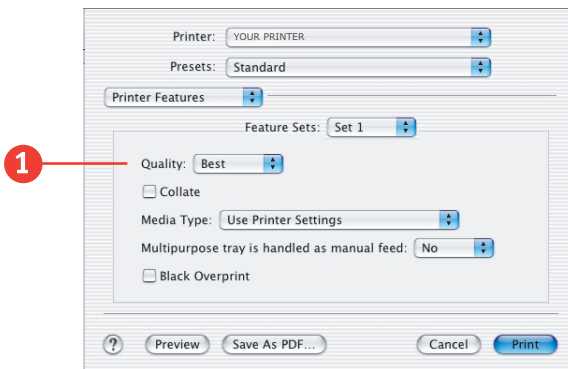 Printer: YOUR PRINTER
Presets: Standard
Printer Features
Feature Sets: Set 1
1
Quality: Best
Collate
Media Type: Use Printer Settings
Multipurpose tray is handled as manual feed: No
Black Overprint
? Preview Save As PDF... Cancel Print